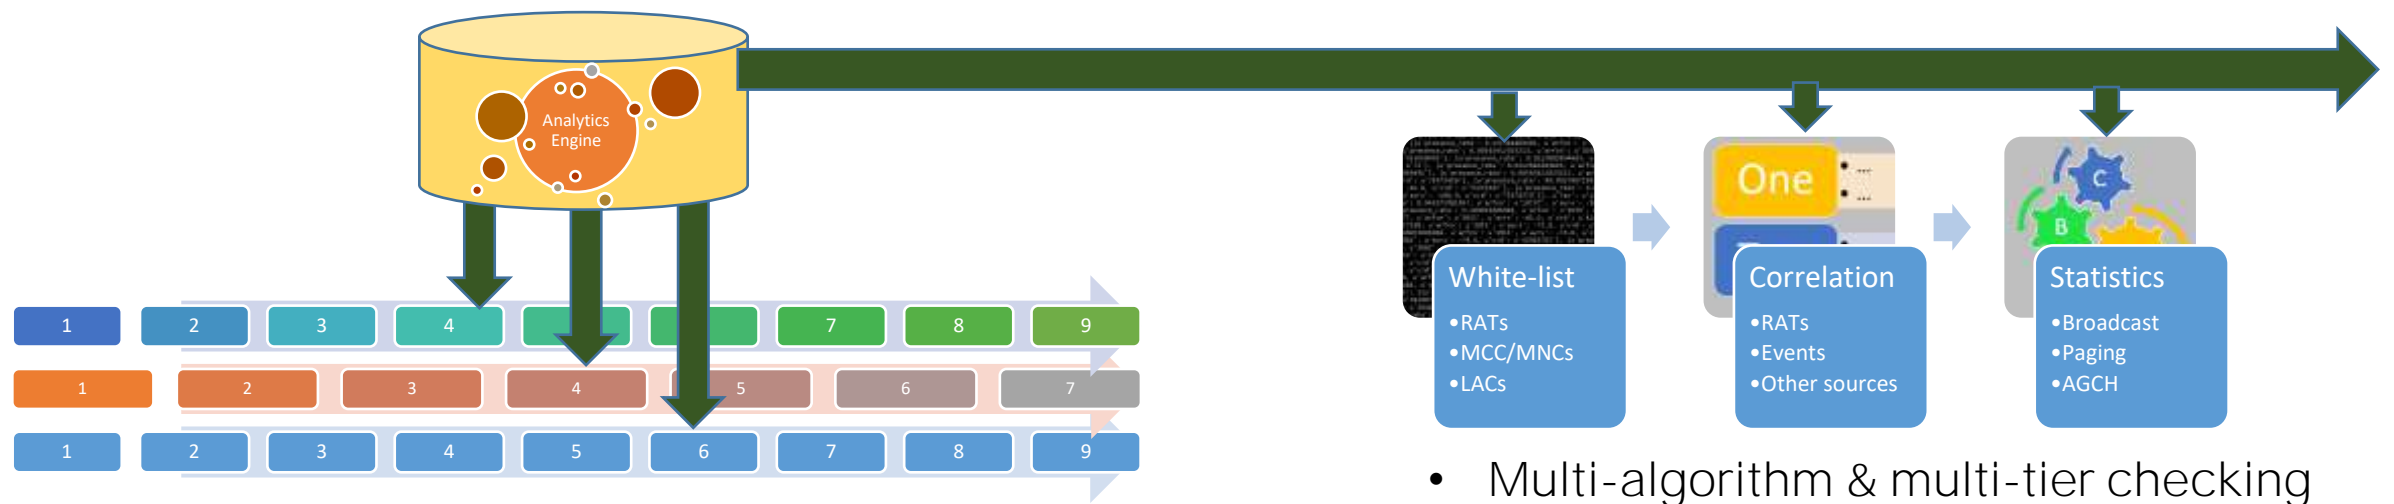 Analytics
Engine
1 2 3 4 7 8 9
1 2 3 4 5 6 7
1 2 3 4 5 6 7 8 9
One
...
...
C
B
White-list
•RATs
•MCC/MNCs
•LACs
Correlation
•RATs
•Events
•Other sources
Statistics
•Broadcast
•Paging
•AGCH
• Multi-algorithm & multi-tier checking